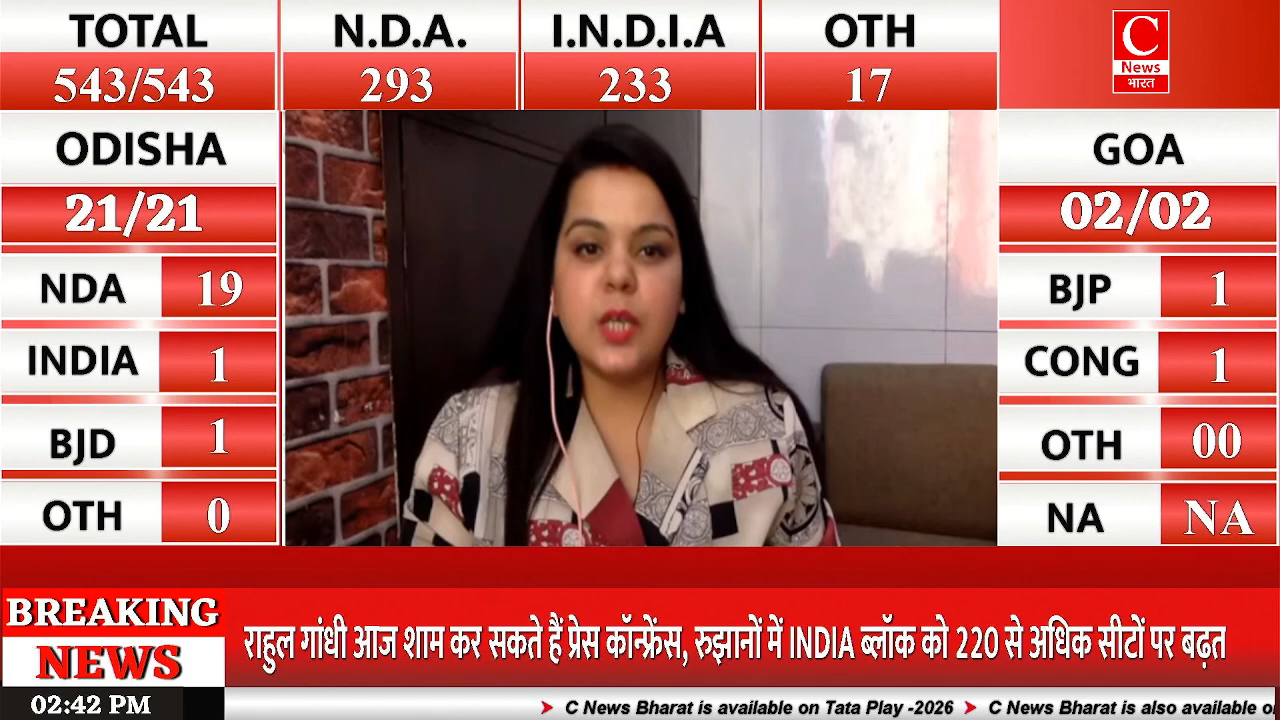 TOTAL
543/543
N.D.A.
293
I.N.D.I.A
233
OTH
17
C
News
भारत
ODISHA
21/21
NDA 19
INDIA 1
BJD 1
OTH 0
GOA
02/02
BJP 1
CONG 1
OTH 00
NA NA
BREAKING
NEWS
राहुल गांधी आज शाम कर सकते हैं प्रेस कॉन्फ्रेंस, रुझानों में INDIA ब्लॉक को 220 से अधिक सीटों पर बढ़त
02:42 PM
C News Bharat is available on Tata Play -2026 C News Bharat is also available o